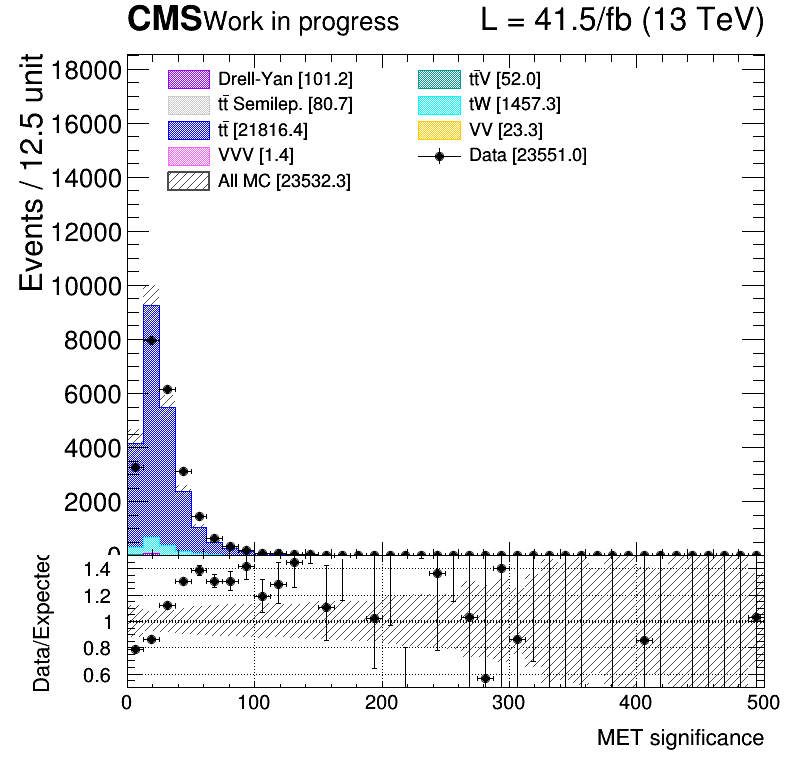 CMS Work in progress L = 41.5/fb (13 TeV)
Events / 12.5 unit
18000
16000
14000
12000
10000
8000
6000
4000
2000
0
Drell-Yan [101.2]
tt̄ Semilep. [80.7]
tt̄ [21816.4]
VVV [1.4]
All MC [23532.3]
tt̄V [52.0]
tW [1457.3]
VV [23.3]
Data [23551.0]
Data/Expected
1.4
1.2
1
0.8
0.6
0 100 200 300 400 500
MET significance